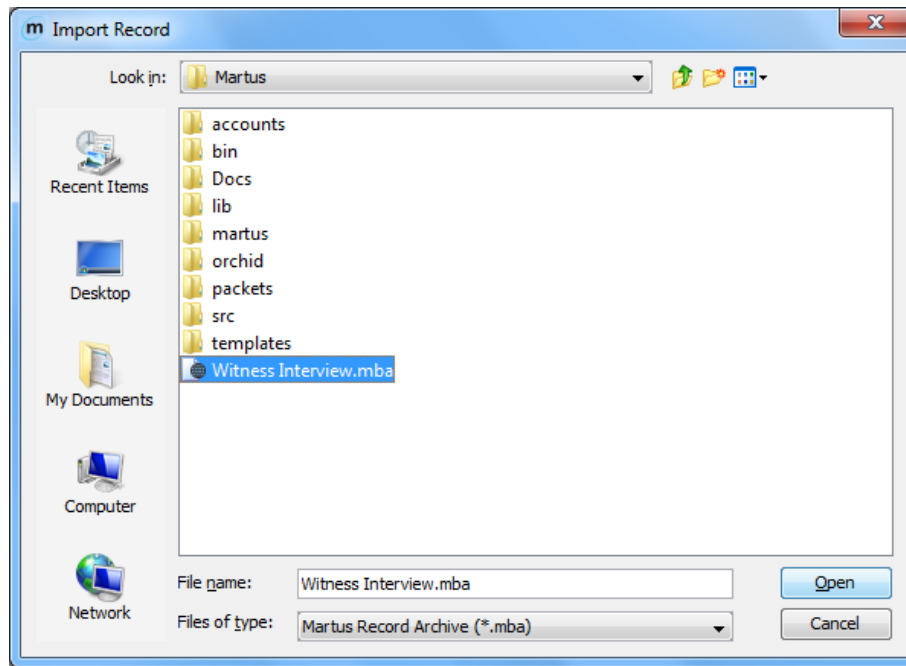 m Import Record
X
Look in: Martus
accounts
bin
Docs
lib
martus
orchid
packets
src
templates
Witness Interview.mba
Recent Items
Desktop
My Documents
Computer
Network
File name: Witness Interview.mba
Open
Files of type: Martus Record Archive (*.mba)
Cancel